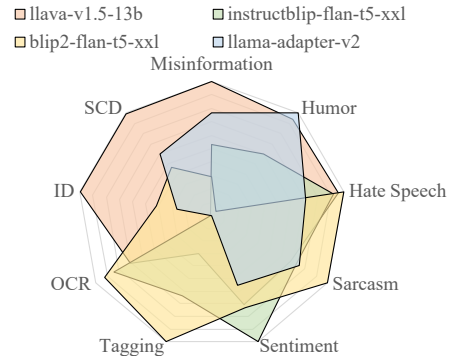 llava-v1.5-13b instructblip-flan-t5-xxl
blip2-flan-t5-xxl llama-adapter-v2
Misinformation
SCD Humor
ID Hate Speech
OCR Sarcasm
Tagging Sentiment